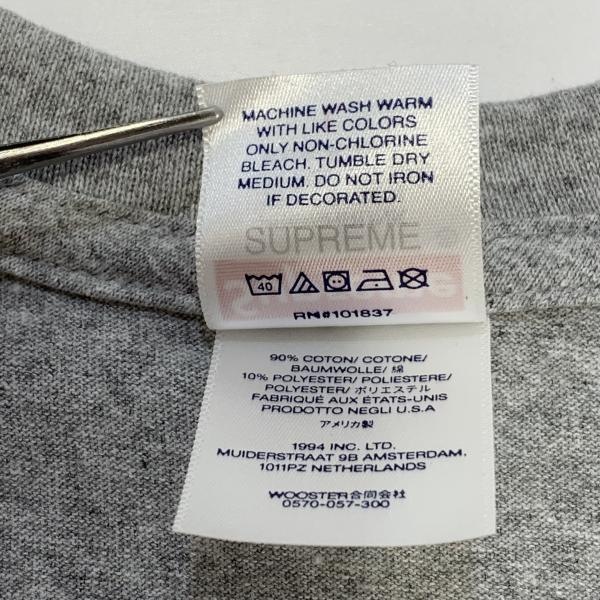 MACHINE WASH WARM
WITH LIKE COLORS
ONLY NON-CHLORINE
BLEACH. TUMBLE DRY
MEDIUM. DO NOT IRON
IF DECORATED.
SUPREME
40
RN#101837
90% COTON/ COTONE/
BAUMWOLLE/ 綿
10% POLYESTER/ POLIESTERE/
POLYESTER/ ポリエステル
FABRIQUÉ AUX ÉTATS-UNIS
PRODOTTO NEGLI U.S.A
アメリカ製
1994 INC. LTD.
MUIDERSTRAAT 9B AMSTERDAM,
1011PZ NETHERLANDS
WOOSTER合同会社
0570-057-300